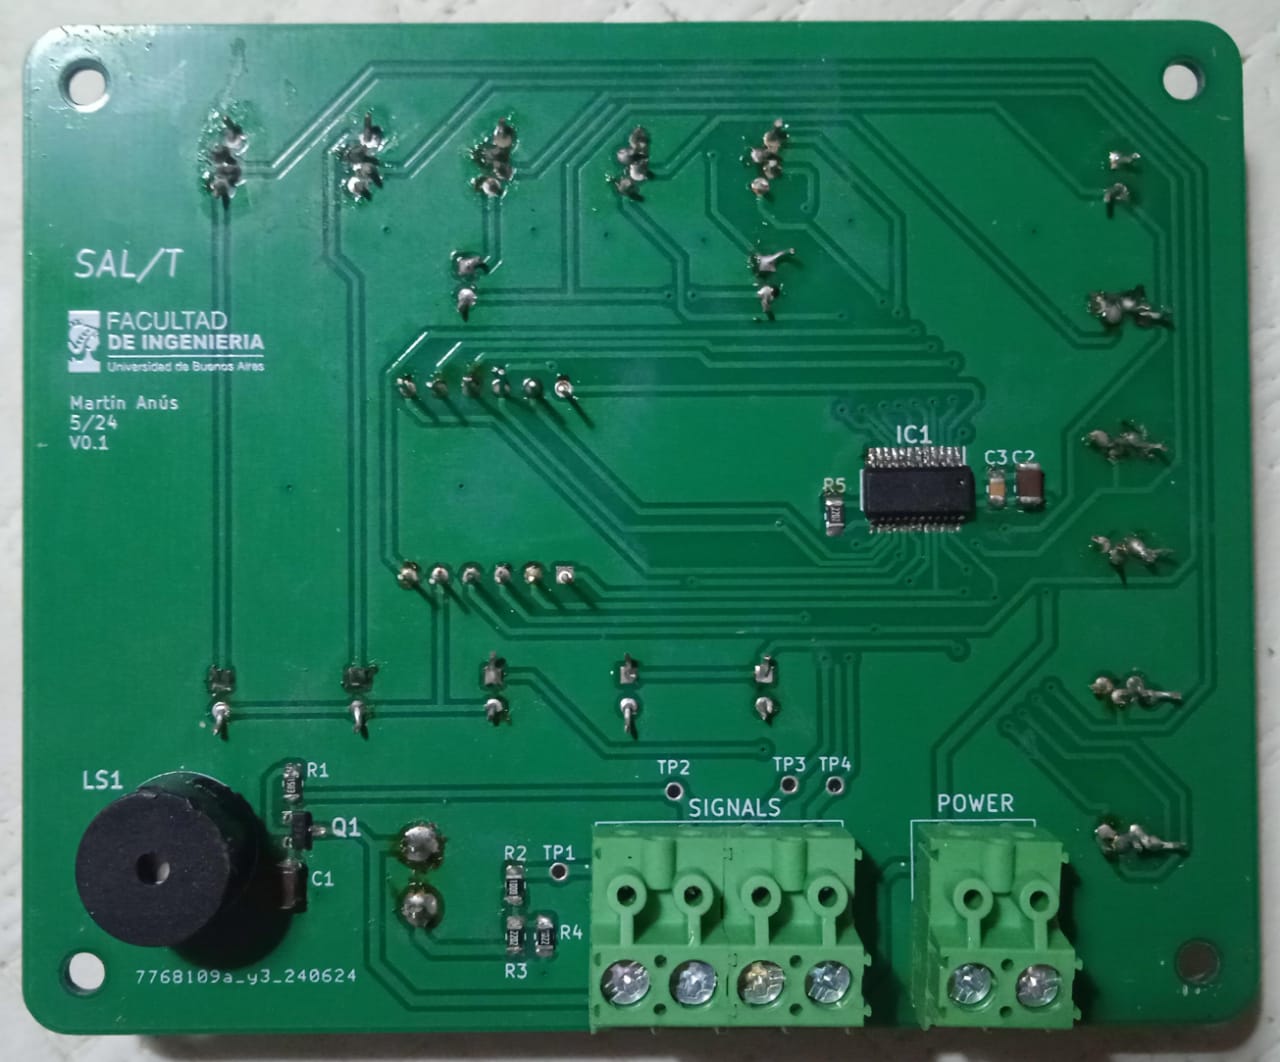 SAL/T
FACULTAD
DE INGENIERIA
Universidad de Buenos Aires
Martín Anús
5/24
V0.1
IC1
C3
C2
R5
LS1
R1
Q1
C1
TP2
TP3
TP4
SIGNALS
POWER
R2
TP1
R4
R3
7768109a_y3_240624